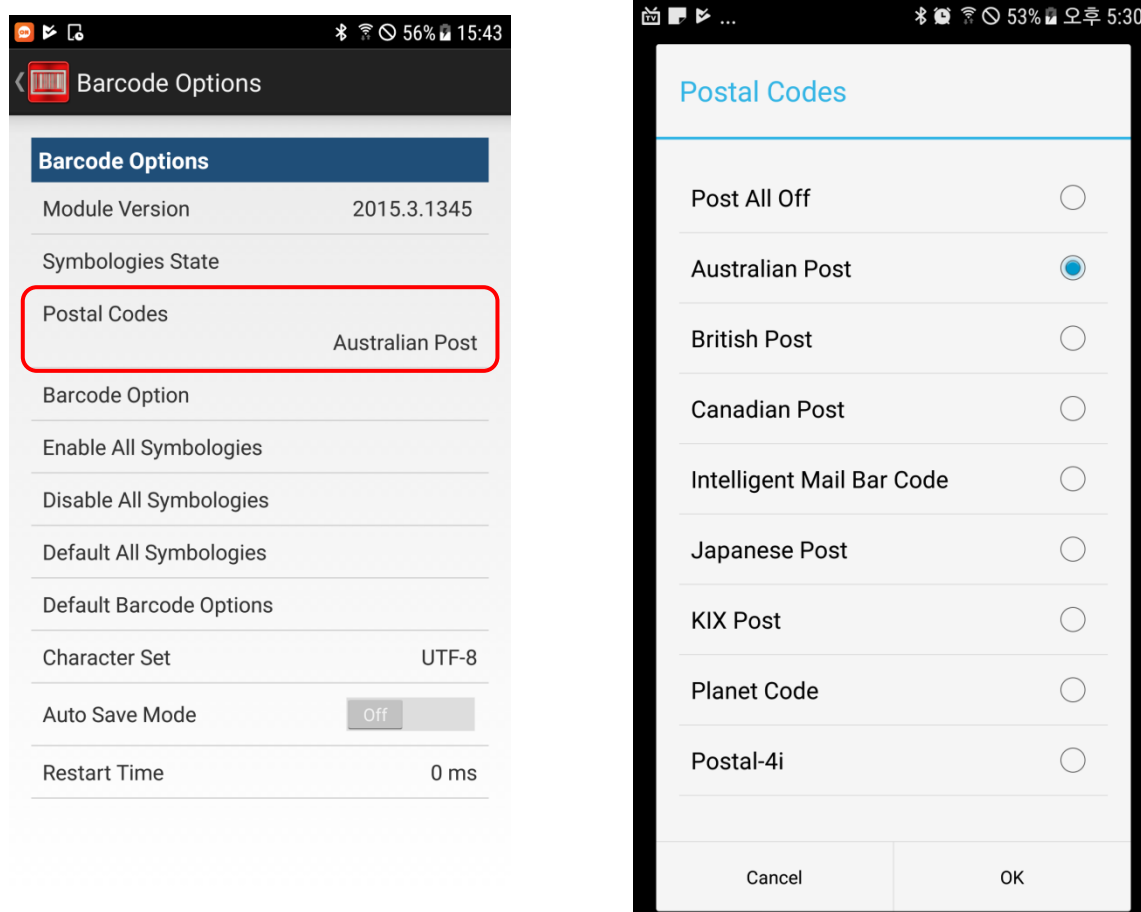 56% 15:43
Barcode Options
Barcode Options
Module Version 2015.3.1345
Symbologies State
Postal Codes
Australian Post
Barcode Option
Enable All Symbologies
Disable All Symbologies
Default All Symbologies
Default Barcode Options
Character Set UTF-8
Auto Save Mode Off
Restart Time 0 ms
TV ... 53% 오후 5:30
Postal Codes
Post All Off
Australian Post
British Post
Canadian Post
Intelligent Mail Bar Code
Japanese Post
KIX Post
Planet Code
Postal-4i
Cancel OK